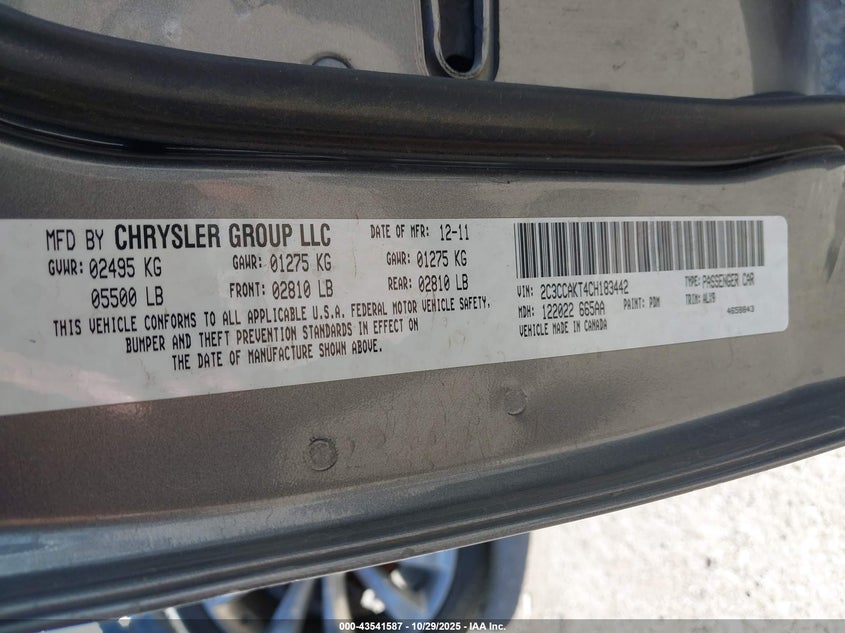 MFD BY CHRYSLER GROUP LLC DATE OF MFR: 12-11
GVWR: 02495 KG GAWR: 01275 KG GAWR: 01275 KG
05500 LB FRONT: 02810 LB REAR: 02810 LB
THIS VEHICLE CONFORMS TO ALL APPLICABLE U.S.A. FEDERAL MOTOR VEHICLE SAFETY,
BUMPER AND THEFT PREVENTION STANDARDS IN EFFECT ON
THE DATE OF MANUFACTURE SHOWN ABOVE.
VIN: 2C3CCAKT4CH183442 TYPE: PASSENGER CAR
MDH: 122022 665AA PAINT: PDM TRIM: ALV9
VEHICLE MADE IN CANADA 4658843
000-43541587 | 10/29/2025 | IAA Inc.